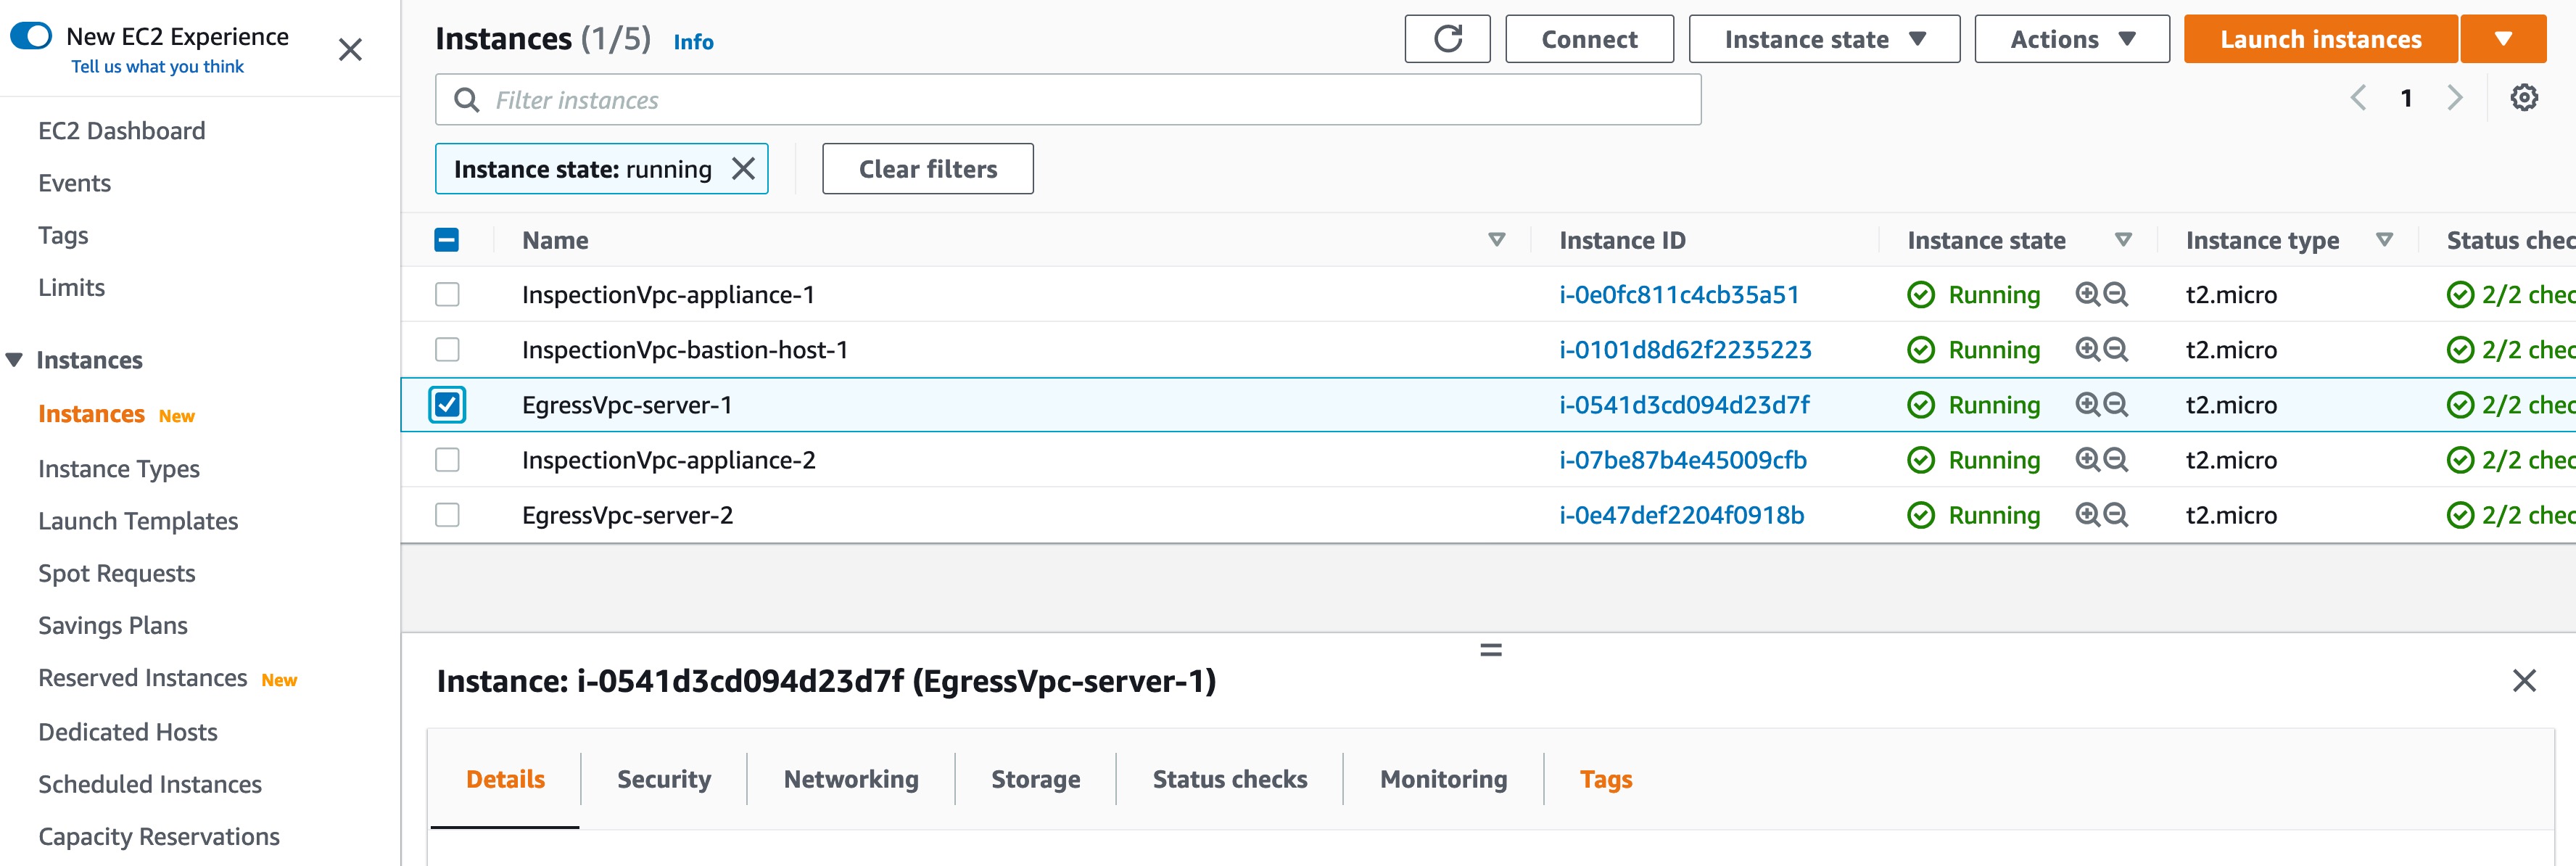 New EC2 Experience
Tell us what you think
EC2 Dashboard
Events
Tags
Limits
Instances
Instances New
Instance Types
Launch Templates
Spot Requests
Savings Plans
Reserved Instances New
Dedicated Hosts
Scheduled Instances
Capacity Reservations
Instances (1/5) Info
Connect
Instance state
Actions
Launch instances
Filter instances
1
Instance state: running
Clear filters
Name Instance ID Instance state Instance type Status chec
InspectionVpc-appliance-1 i-0e0fc811c4cb35a51 Running t2.micro 2/2 chec
InspectionVpc-bastion-host-1 i-0101d8d62f2235223 Running t2.micro 2/2 chec
EgressVpc-server-1 i-0541d3cd094d23d7f Running t2.micro 2/2 chec
InspectionVpc-appliance-2 i-07be87b4e45009cfb Running t2.micro 2/2 chec
EgressVpc-server-2 i-0e47def2204f0918b Running t2.micro 2/2 chec
Instance: i-0541d3cd094d23d7f (EgressVpc-server-1)
Details Security Networking Storage Status checks Monitoring Tags